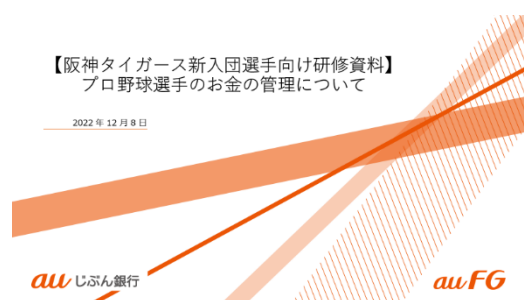 【阪神タイガース新入団選手向け研修資料】
プロ野球選手のお金の管理について
2022 年 12 月 8 日
au じぶん銀行
au FG